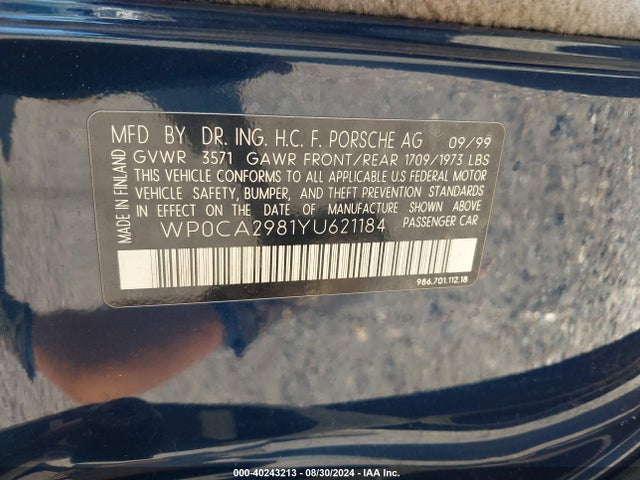 MFD BY DR. ING. H.C. F. PORSCHE AG 09/99
GVWR 3571 GAWR FRONT/REAR 1709/1973 LBS
THIS VEHICLE CONFORMS TO ALL APPLICABLE U.S FEDERAL MOTOR
VEHICLE SAFETY, BUMPER, AND THEFT PREVENTION STANDARDS
IN EFFECT ON THE DATE OF MANUFACTURE SHOWN ABOVE
WP0CA2981YU621184 PASSENGER CAR
986.701.112.18
MADE IN FINLAND
000-40243213 - 08/30/2024 - IAA Inc.